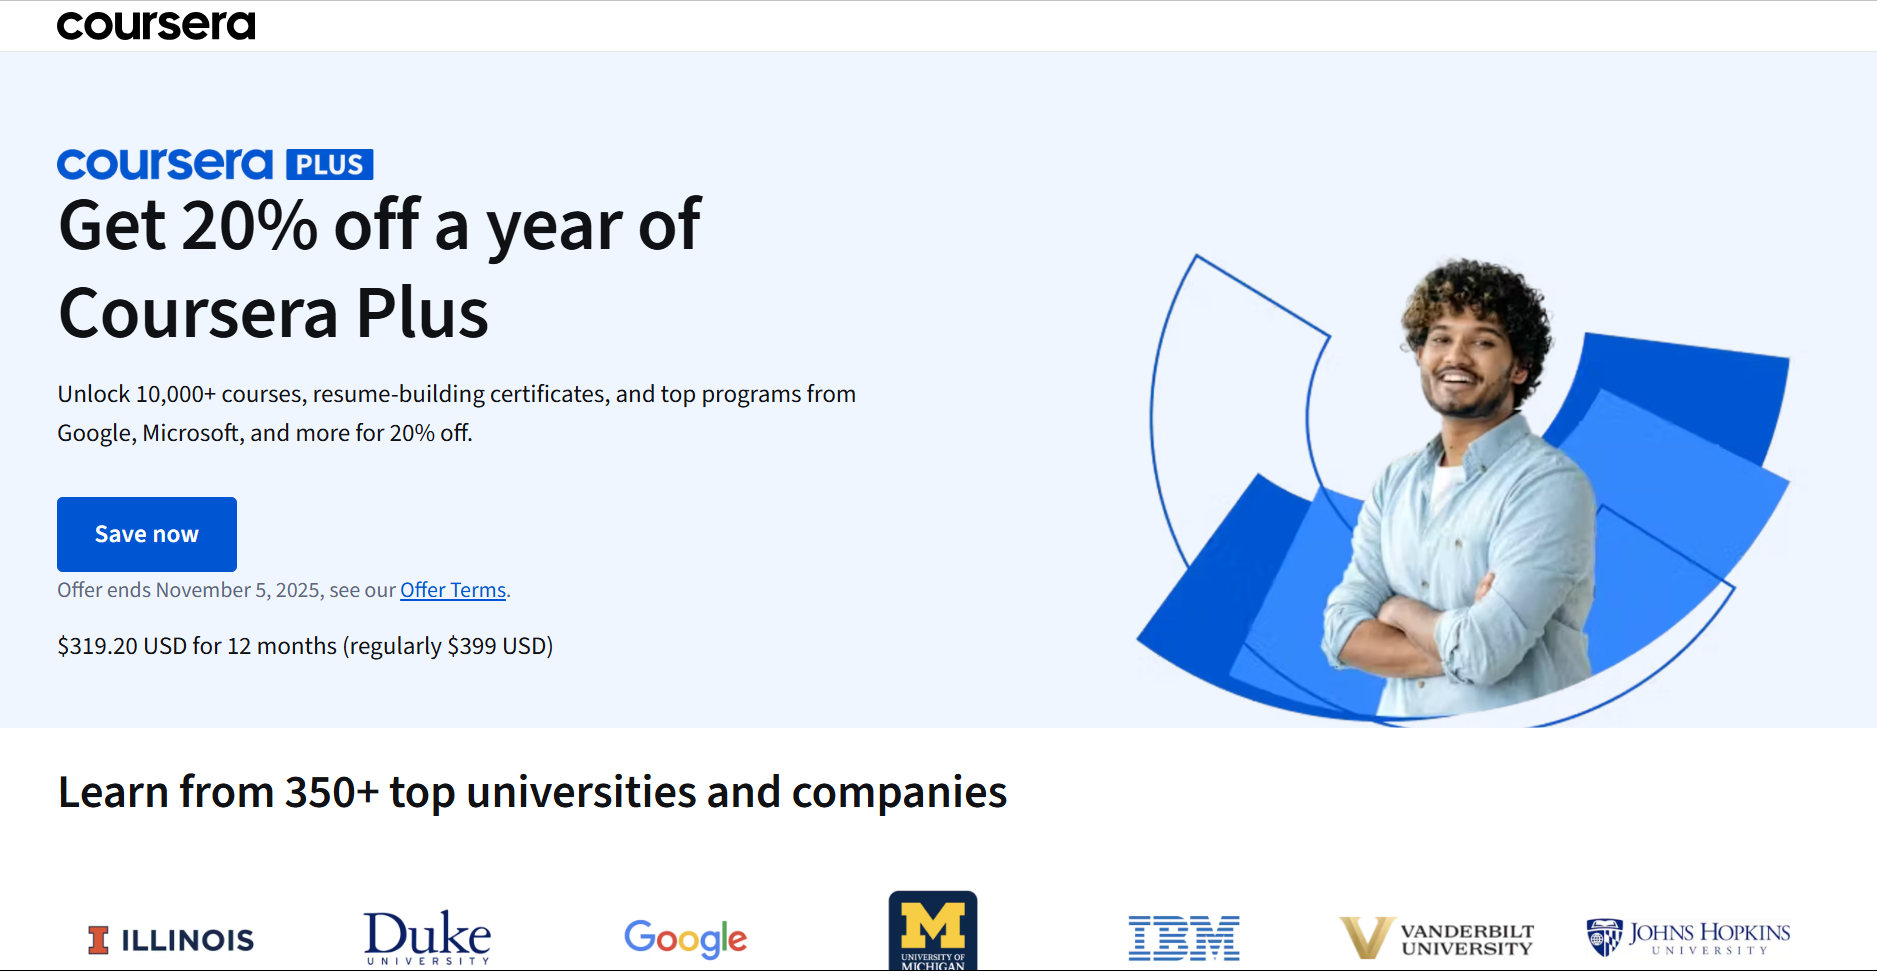 coursera
coursera PLUS
Get 20% off a year of
Coursera Plus
Unlock 10,000+ courses, resume-building certificates, and top programs from
Google, Microsoft, and more for 20% off.
Save now
Offer ends November 5, 2025, see our Offer Terms.
$319.20 USD for 12 months (regularly $399 USD)
Learn from 350+ top universities and companies
I ILLINOIS
Duke
UNIVERSITY
Google
M
UNIVERSITY OF
MICHIGAN
IBM
V VANDERBILT
UNIVERSITY
JOHNS HOPKINS
UNIVERSITY